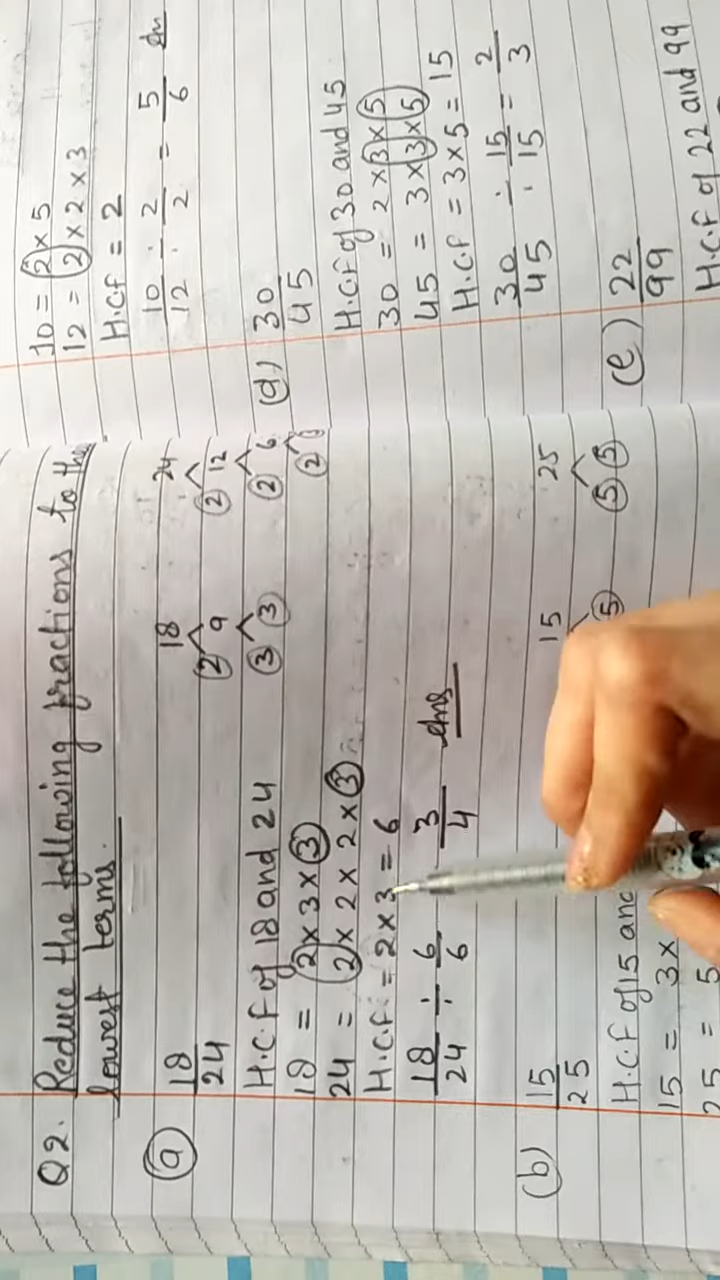 Q2. Reduce the following fractions to the
lowest terms.
(a) 18/24
18 24
2 9 2 12
3 3 2 6
2
H.C.F of 18 and 24
18 = 2 x 3 x 3
24 = 2 x 2 x 2 x 3
H.C.F = 2 x 3 = 6
18/24 ÷ 6/6 3/4 Ans
(b) 15/25
15 25
5 5 5
H.C.F of 15 and
15 = 3 x
25 = 5
10 = 2 x 5
12 = 2 x 2 x 3
H.C.F = 2
10/12 ÷ 2/2 = 5/6 An
(d) 30/45
H.C.F of 30 and 45
30 = 2 x 3 x 5
45 = 3 x 3 x 5
H.C.F = 3 x 5 = 15
30/45 ÷ 15/15 = 2/3
(e) 22/99
H.C.F of 22 and 99